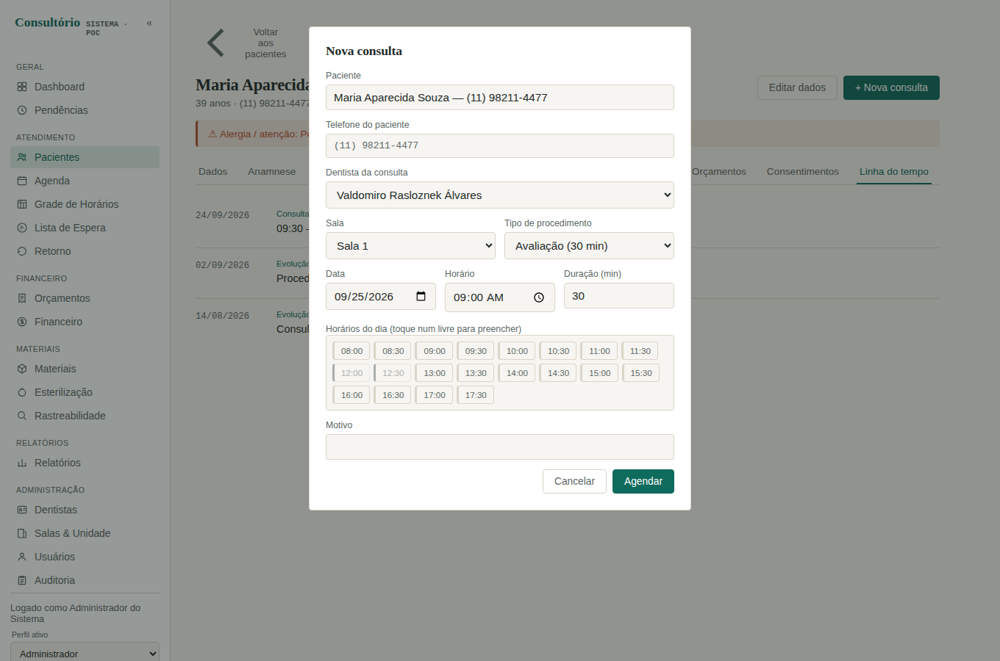 Consultório SISTEMA · POC «
GERAL
Dashboard
Pendências
ATENDIMENTO
Pacientes
Agenda
Grade de Horários
Lista de Espera
Retorno
FINANCEIRO
Orçamentos
Financeiro
MATERIAIS
Materiais
Esterilização
Rastreabilidade
RELATÓRIOS
Relatórios
ADMINISTRAÇÃO
Dentistas
Salas & Unidade
Usuários
Auditoria
Logado como Administrador do
Sistema
Perfil ativo
Administrador
Voltar
aos
pacientes
Maria Aparecida
39 anos · (11) 98211-4477
Editar dados
+ Nova consulta
⚠ Alergia / atenção:
Dados
Anamnese
Orçamentos
Consentimentos
Linha do tempo
24/09/2026
Consulta
09:30 –
02/09/2026
Evolução
14/08/2026
Evolução
Nova consulta
Paciente
Maria Aparecida Souza — (11) 98211-4477
Telefone do paciente
(11) 98211-4477
Dentista da consulta
Valdomiro Rasloznek Álvares
Sala
Tipo de procedimento
Sala 1
Avaliação (30 min)
Data
Horário
Duração (min)
09/25/2026
09:00 AM
30
Horários do dia (toque num livre para preencher)
08:00 08:30 09:00 09:30 10:00 10:30 11:00 11:30
12:00 12:30 13:00 13:30 14:00 14:30 15:00 15:30
16:00 16:30 17:00 17:30
Motivo
Cancelar
Agendar